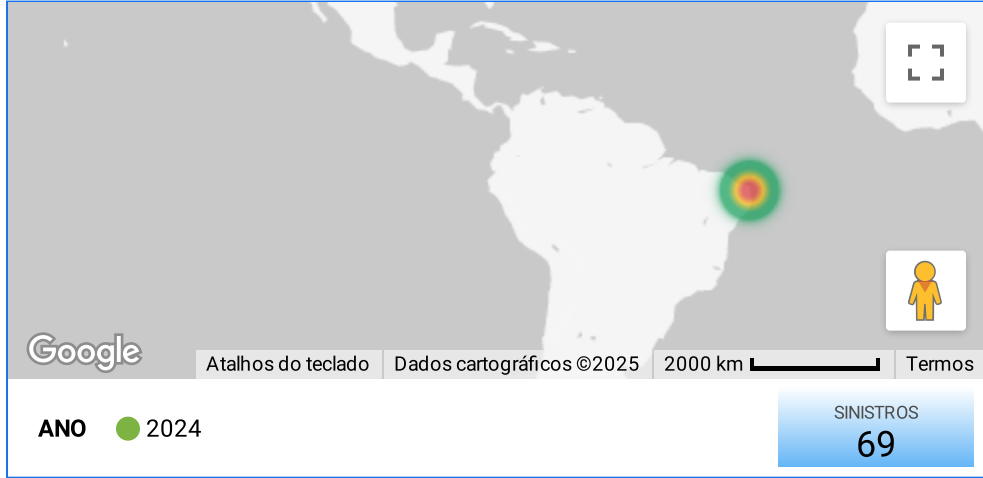 Google
Atalhos do teclado
Dados cartográficos ©2025
2000 km
Termos
ANO
2024
SINISTROS
69